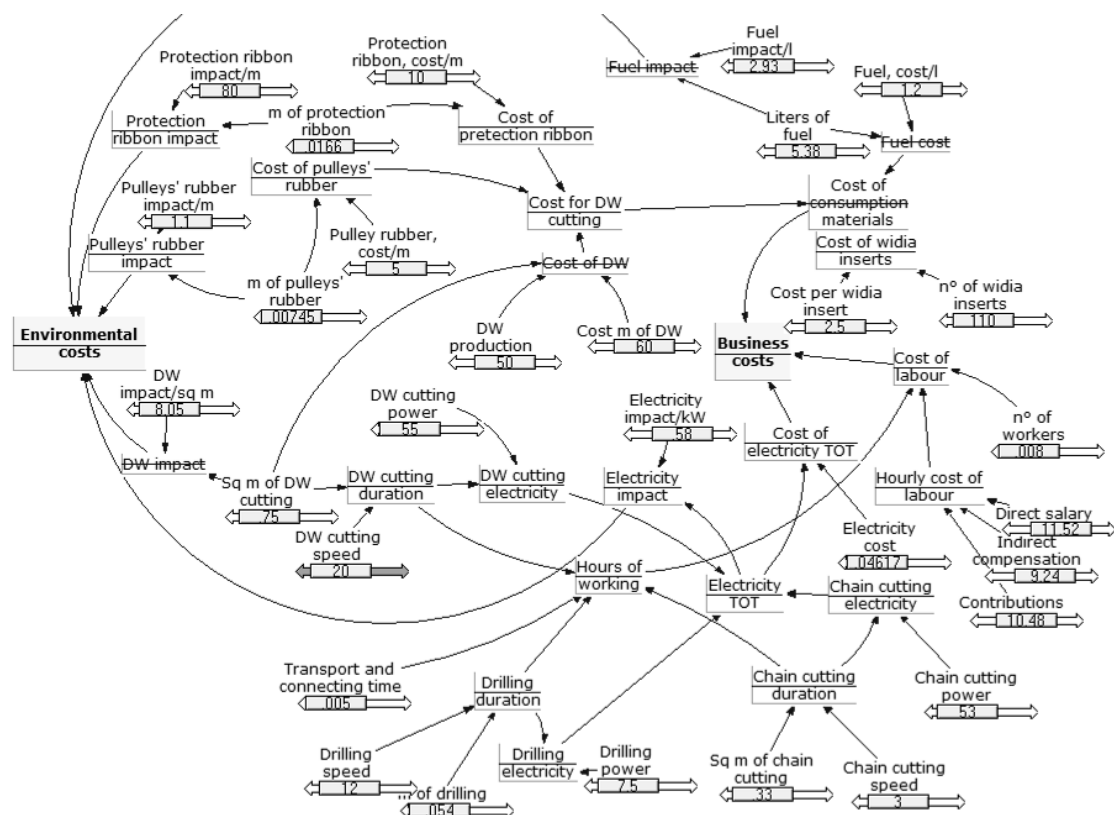 Protection ribbon
impact/m
80
Protection
ribbon impact
Protection
ribbon, cost/m
10
m of protection
ribbon
.0166
Cost of
pretection ribbon
Fuel
impact/l
2.93
Fuel impact
Fuel, cost/l
1.2
Liters of
fuel
5.38
Fuel cost
Cost of pulleys'
rubber
Pulleys' rubber
impact/m
1.1
Pulleys' rubber
impact
Pulley rubber,
cost/m
5
m of pulleys'
rubber
.00745
Cost for DW
cutting
Cost of DW
Cost of
consumption
materials
Cost of widia
inserts
Cost per widia
insert
2.5
nº of widia
inserts
110
Environmental
costs
DW
production
50
Cost m of DW
60
Business
costs
Cost of
labour
nº of
workers
.008
DW
impact/sq m
8.05
DW impact
DW cutting
power
55
Electricity
impact/kW
.58
Cost of
electricity TOT
Sq m of DW
cutting
.75
DW cutting
duration
DW cutting
electricity
Electricity
impact
Hourly cost of
labour
Direct salary
11.52
DW cutting
speed
20
Electricity
cost
.04617
Indirect
compensation
9.24
Hours of
working
Electricity
TOT
Chain cutting
electricity
Contributions
10.48
Transport and
connecting time
.005
Drilling
duration
Chain cutting
duration
Chain cutting
power
53
Drilling
speed
12
m of drilling
.054
Drilling
electricity
Drilling
power
7.5
Sq m of chain
cutting
.33
Chain cutting
speed
3